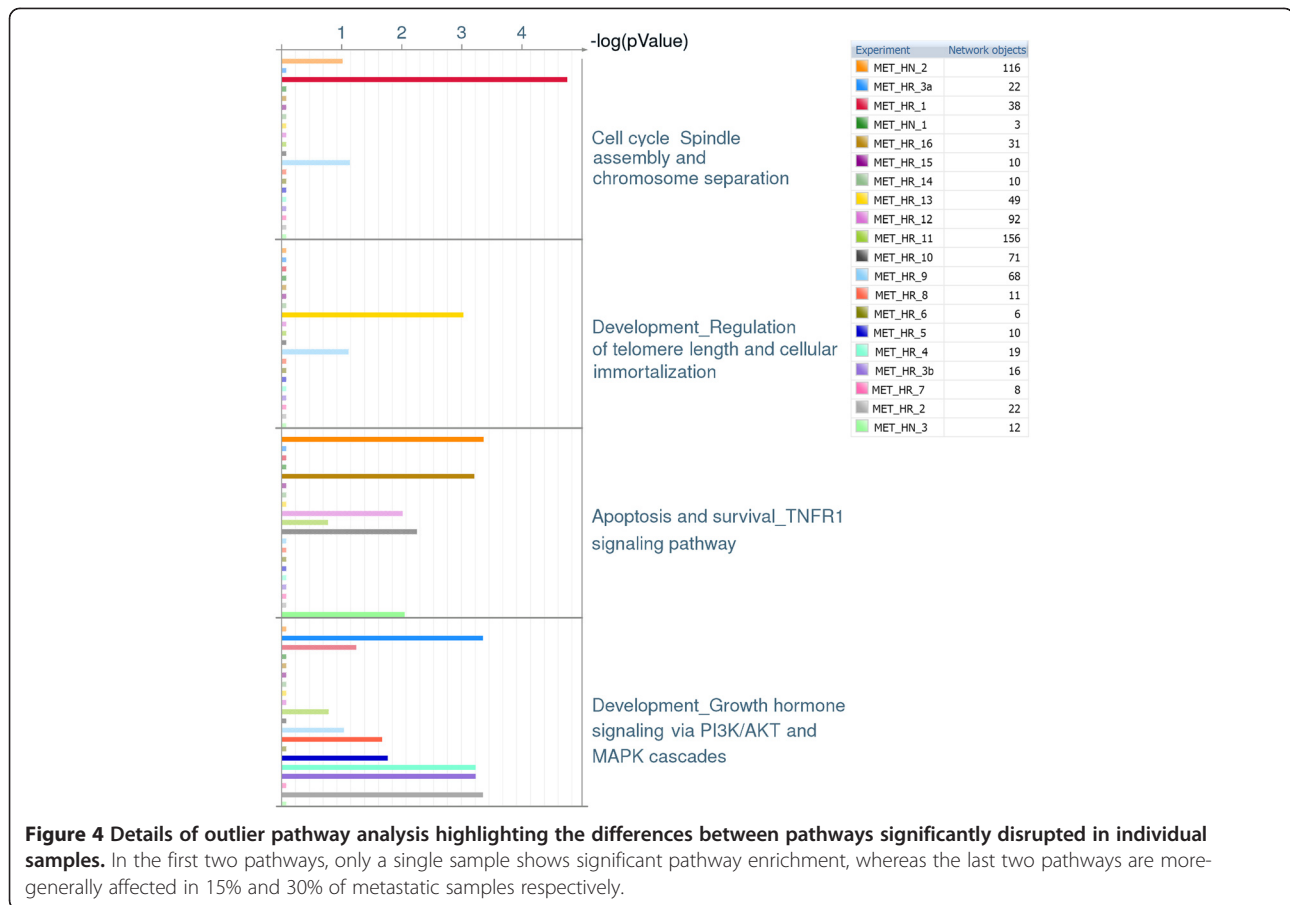 1 2 3 4
-log(pValue)
Cell cycle_Spindle
assembly and
chromosome separation
Development_Regulation
of telomere length and cellular
immortalization
Apoptosis and survival_TNFR1
signaling pathway
Development_Growth hormone
signaling via PI3K/AKT and
MAPK cascades
Experiment Network objects
MET_HN_2 116
MET_HR_3a 22
MET_HR_1 38
MET_HN_1 3
MET_HR_16 31
MET_HR_15 10
MET_HR_14 10
MET_HR_13 49
MET_HR_12 92
MET_HR_11 156
MET_HR_10 71
MET_HR_9 68
MET_HR_8 11
MET_HR_6 6
MET_HR_5 10
MET_HR_4 19
MET_HR_3b 16
MET_HR_7 8
MET_HR_2 22
MET_HN_3 12
Figure 4 Details of outlier pathway analysis highlighting the differences between pathways significantly disrupted in individual
samples. In the first two pathways, only a single sample shows significant pathway enrichment, whereas the last two pathways are more-
generally affected in 15% and 30% of metastatic samples respectively.